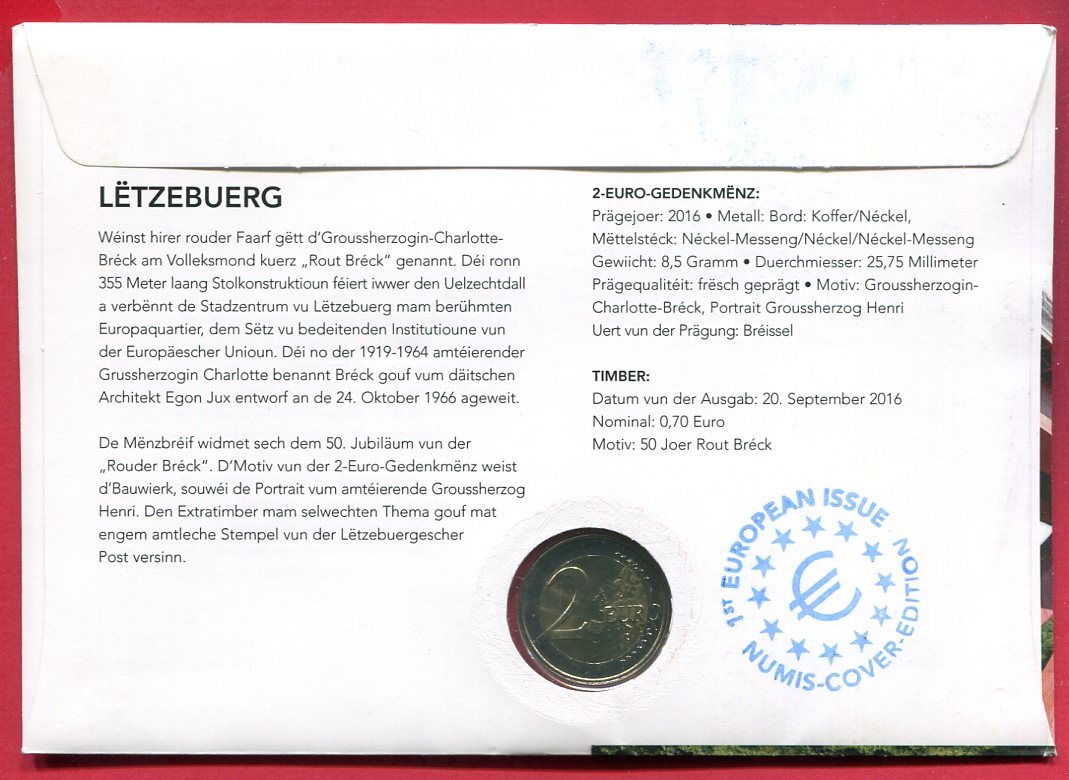 LËTZEBUERG
Wéinst hirer rouder Faarf gëtt d'Groussherzogin-Charlotte-
Bréck am Volleksmond kuerz „Rout Bréck" genannt. Déi ronn
355 Meter laang Stolkonstruktioun féiert iwwer den Uelzechtdall
a verbënnt de Stadzentrum vu Lëtzebuerg mam berühmten
Europaquartier, dem Sëtz vu bedeitenden Institutioune vun
der Europäescher Unioun. Déi no der 1919-1964 amtéierender
Grussherzogin Charlotte benannt Bréck gouf vum däitschen
Architekt Egon Jux entworf an de 24. Oktober 1966 ageweit.
De Mënzbréif widmet sech dem 50. Jubiläum vun der
„Rouder Bréck". D'Motiv vun der 2-Euro-Gedenkmënz weist
d'Bauwierk, souwéi de Portrait vum amtéierende Groussherzog
Henri. Den Extratimber mam selwechten Thema gouf mat
engem amtleche Stempel vun der Lëtzebuergescher
Post versinn.
2-EURO-GEDENKMËNZ:
Prägejoer: 2016 • Metall: Bord: Koffer/Néckel,
Mëttelstéck: Néckel-Messeng/Néckel/Néckel-Messeng
Gewiicht: 8,5 Gramm • Duerchmiesser: 25,75 Millimeter
Prägequalitéit: frësch geprägt • Motiv: Groussherzogin-
Charlotte-Bréck, Portrait Groussherzog Henri
Uert vun der Prägung: Bréissel
TIMBER:
Datum vun der Ausgab: 20. September 2016
Nominal: 0,70 Euro
Motiv: 50 Joer Rout Bréck
2 EURO
1ST EUROPEAN ISSUE
€
NUMIS-COVER-EDITION